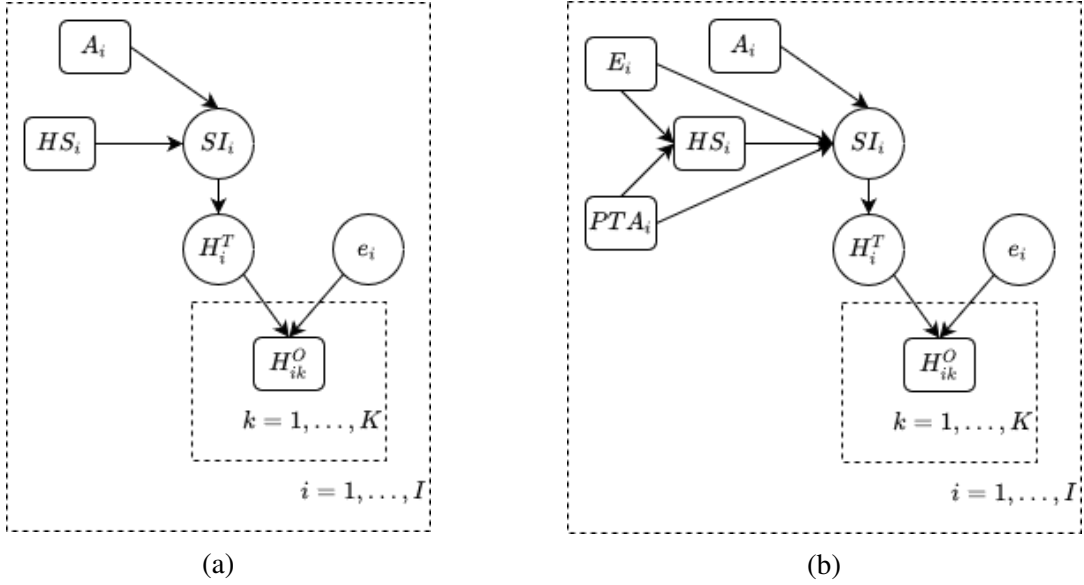 A_i
HS_i
SI_i
H_i^T
e_i
H_{ik}^O
k = 1, . . . , K
i = 1, . . . , I
(a)
E_i
A_i
HS_i
SI_i
PTA_i
H_i^T
e_i
H_{ik}^O
k = 1, . . . , K
i = 1, . . . , I
(b)